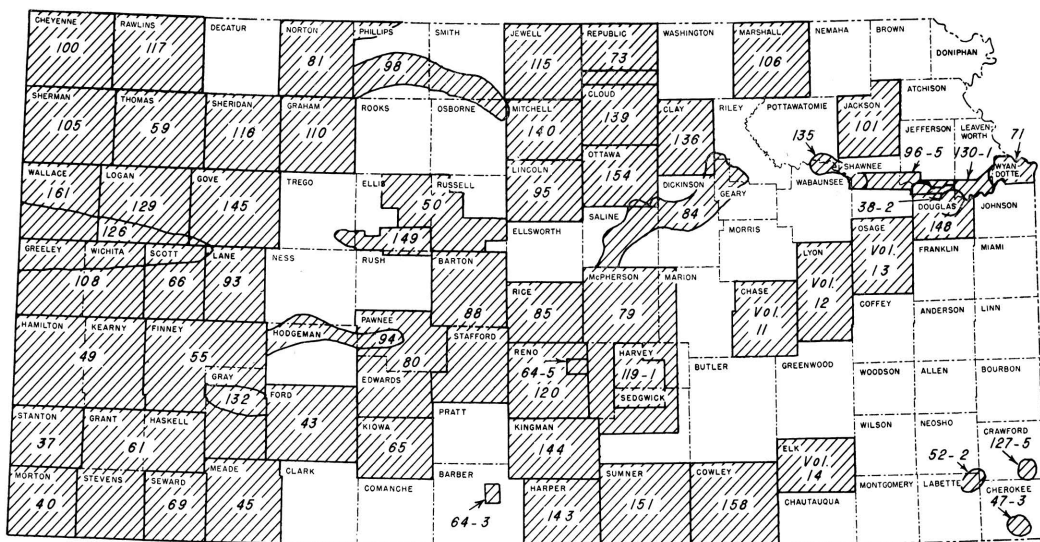 CHEYENNE
100
RAWLINS
117
DECATUR
NORTON
81
PHILLIPS
98
SMITH
JEWELL
115
REPUBLIC
73
WASHINGTON
MARSHALL
106
NEMAHA
BROWN
DONIPHAN
SHERMAN
105
THOMAS
59
SHERIDAN
116
GRAHAM
110
ROOKS
OSBORNE
MITCHELL
140
CLOUD
139
CLAY
136
RILEY
POTTAWATOMIE
135
JACKSON
101
ATCHISON
JEFFERSON
96-5
LEAVEN-
WORTH
130-1
71
WYAN-
DOTTE
WALLACE
161
LOGAN
129
126
GOVE
145
TREGO
ELLIS
RUSSELL
50
149
LINCOLN
95
OTTAWA
154
SALINE
DICKINSON
84
GEARY
WABAUNSEE
SHAWNEE
38-2
DOUGLAS
148
JOHNSON
GREELEY
WICHITA
108
SCOTT
66
LANE
93
NESS
RUSH
BARTON
88
ELLSWORTH
RICE
85
McPHERSON
79
MARION
MORRIS
CHASE
Vol.
11
LYON
Vol.
12
OSAGE
Vol.
13
FRANKLIN
MIAMI
HAMILTON
KEARNY
49
FINNEY
55
HODGEMAN
PAWNEE
94
80
STAFFORD
RENO
64-5
120
HARVEY
119-1
SEDGWICK
BUTLER
GREENWOOD
COFFEY
ANDERSON
LINN
WOODSON
ALLEN
BOURBON
GRAY
132
FORD
43
EDWARDS
KIOWA
65
PRATT
KINGMAN
144
STANTON
37
GRANT
61
HASKELL
ELK
Vol.
14
WILSON
NEOSHO
CRAWFORD
127-5
MORTON
40
STEVENS
SEWARD
69
MEADE
45
CLARK
COMANCHE
BARBER
64-3
HARPER
143
SUMNER
151
COWLEY
158
CHAUTAUQUA
MONTGOMERY
LABETTE
52-2
CHEROKEE
47-3